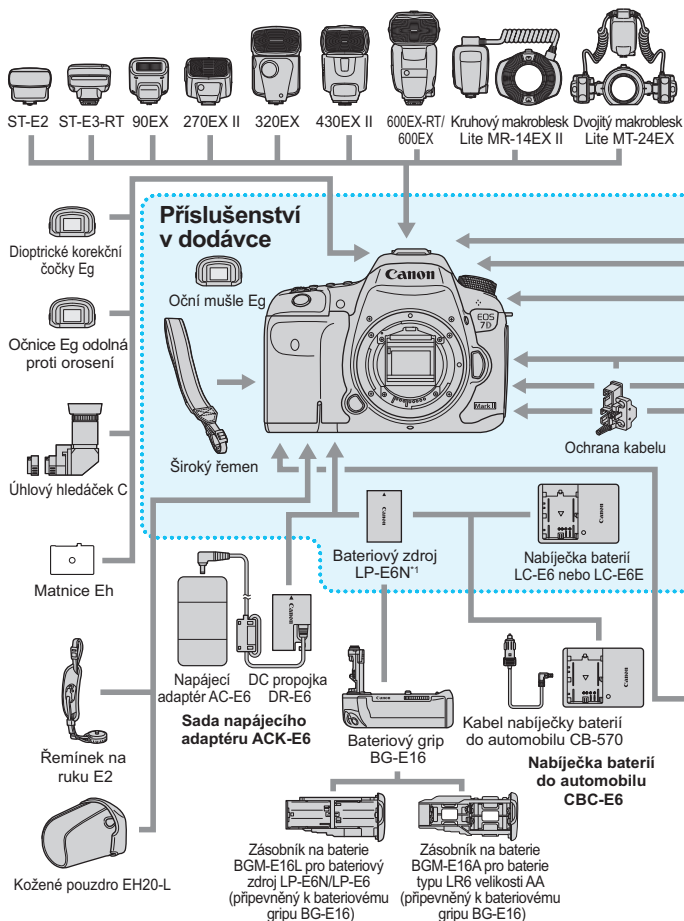 ST-E2
ST-E3-RT
90EX
270EX II
320EX
430EX II
600EX-RT/
600EX
Kruhový makroblesk
Lite MR-14EX II
Dvojitý makroblesk
Lite MT-24EX
Příslušenství
v dodávce
Dioptrické korekční
čočky Eg
Oční mušle Eg
Canon
EOS
7D
Mark II
Očnice Eg odolná
proti orosení
Široký řemen
Ochrana kabelu
Úhlový hledáček C
Canon
Bateriový zdroj
LP-E6N*1
Canon
Nabíječka baterií
LC-E6 nebo LC-E6E
Matnice Eh
Canon
Napájecí
adaptér AC-E6
DC propojka
DR-E6
Sada napájecího
adaptéru ACK-E6
Canon
Bateriový grip
BG-E16
Canon
Kabel nabíječky baterií
do automobilu CB-570
Nabíječka baterií
do automobilu
CBC-E6
Řemínek na
ruku E2
Kožené pouzdro EH20-L
Zásobník na baterie
BGM-E16L pro bateriový
zdroj LP-E6N/LP-E6
(připevněný k bateriovému
gripu BG-E16)
Zásobník na baterie
BGM-E16A pro baterie
typu LR6 velikosti AA
(připevněný k bateriovému
gripu BG-E16)